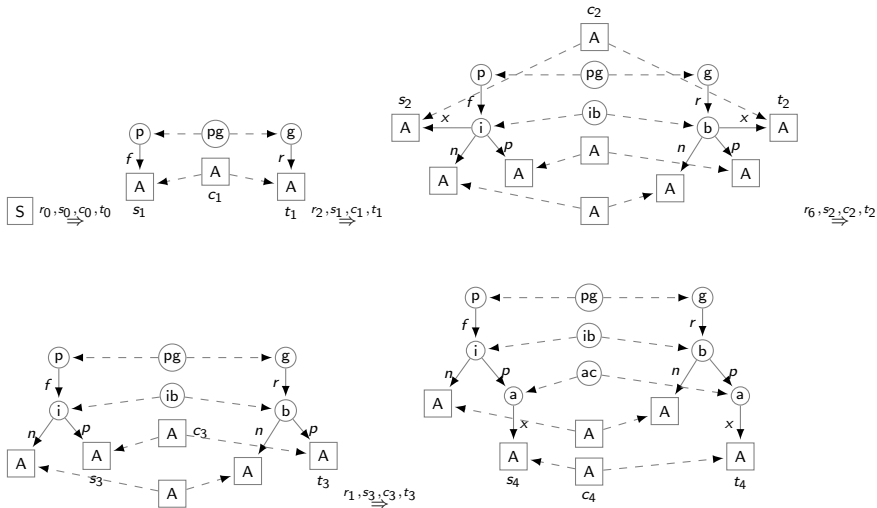 S r₀,s₀,c₀,t₀ ⇒
p pg g
f r
A A A
s₁ c₁ t₁
r₂,s₁,c₁,t₁ ⇒
c₂
A
p pg g
f r
s₂ ib t₂
A x i b x A
n p A n p
A A A A
A
r₆,s₂,c₂,t₂ ⇒
p pg g
f r
i ib b
n p A c₃ n p
A A A A
s₃ t₃
A
r₁,s₃,c₃,t₃ ⇒
p pg g
f r
i ib b
n p ac n p
A a A a
x A x
A A A
s₄ c₄ t₄